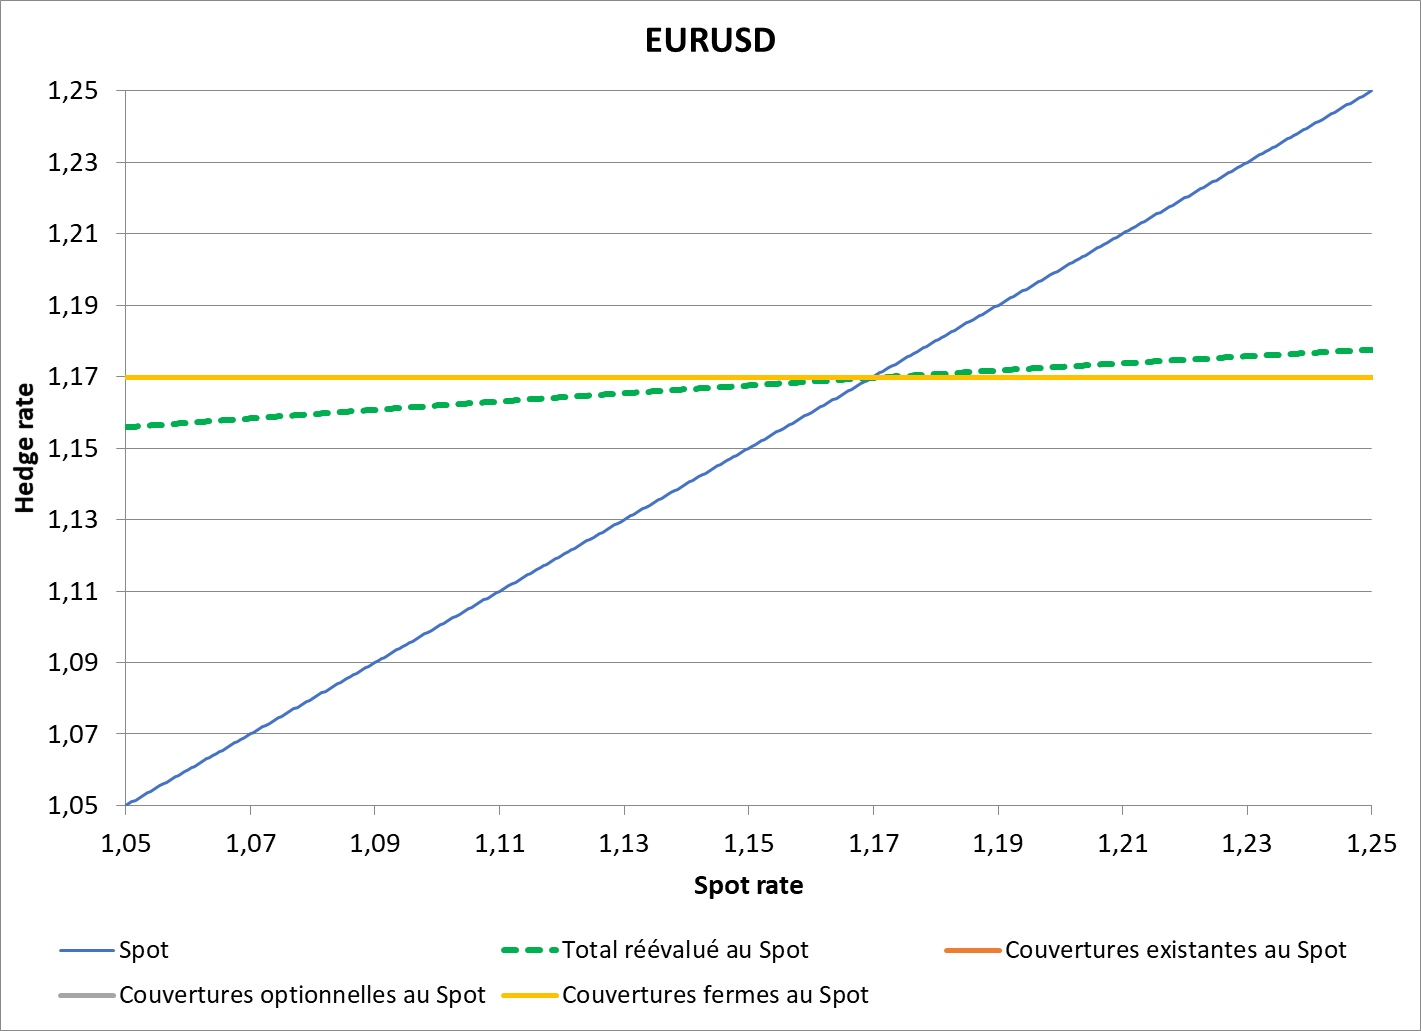 EURUSD
1,25
1,23
1,21
1,19
1,17
1,15
1,13
1,11
1,09
1,07
1,05
Hedge rate
1,05 1,07 1,09 1,11 1,13 1,15 1,17 1,19 1,21 1,23 1,25
Spot rate
Spot Total réévalué au Spot Couvertures existantes au Spot
Couvertures optionnelles au Spot Couvertures fermes au Spot